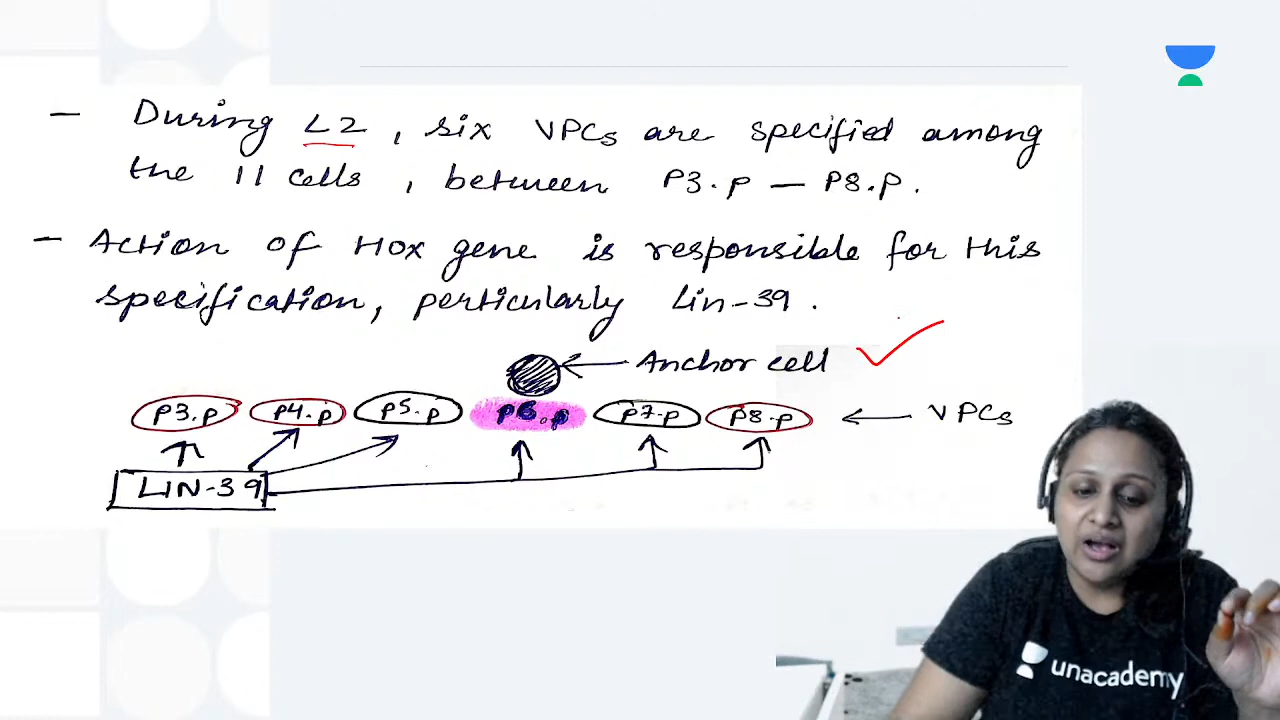 - During L2, six VPCs are specified among
the 11 cells, between P3.p - P8.p.
- Action of Hox gene is responsible for this
specification, perticularly Lin-39.
Anchor cell
p3.p p4.p p5.p p6.p p7.p p8.p ← VPCs
LIN-39
unacademy